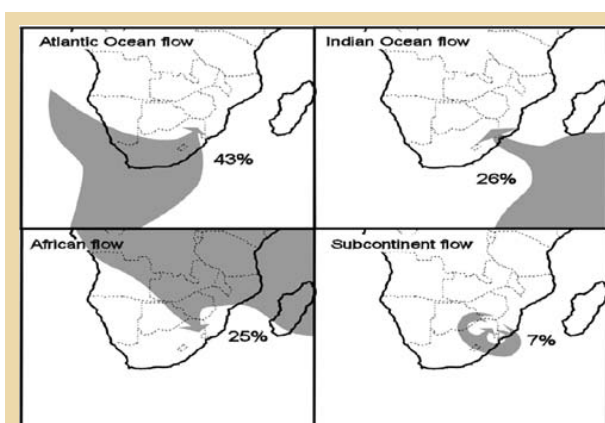 Atlantic Ocean flow
43%
Indian Ocean flow
26%
African flow
25%
Subcontinent flow
7%